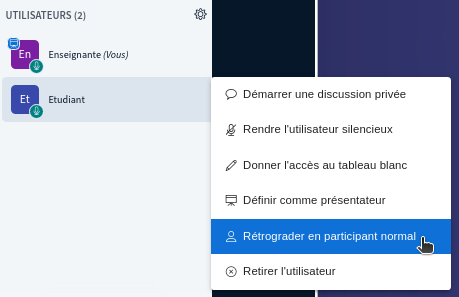 UTILISATEURS (2)
En
Enseignante (Vous)
Et
Etudiant
Démarrer une discussion privée
Rendre l'utilisateur silencieux
Donner l'accès au tableau blanc
Définir comme présentateur
Rétrograder en participant normal
Retirer l'utilisateur